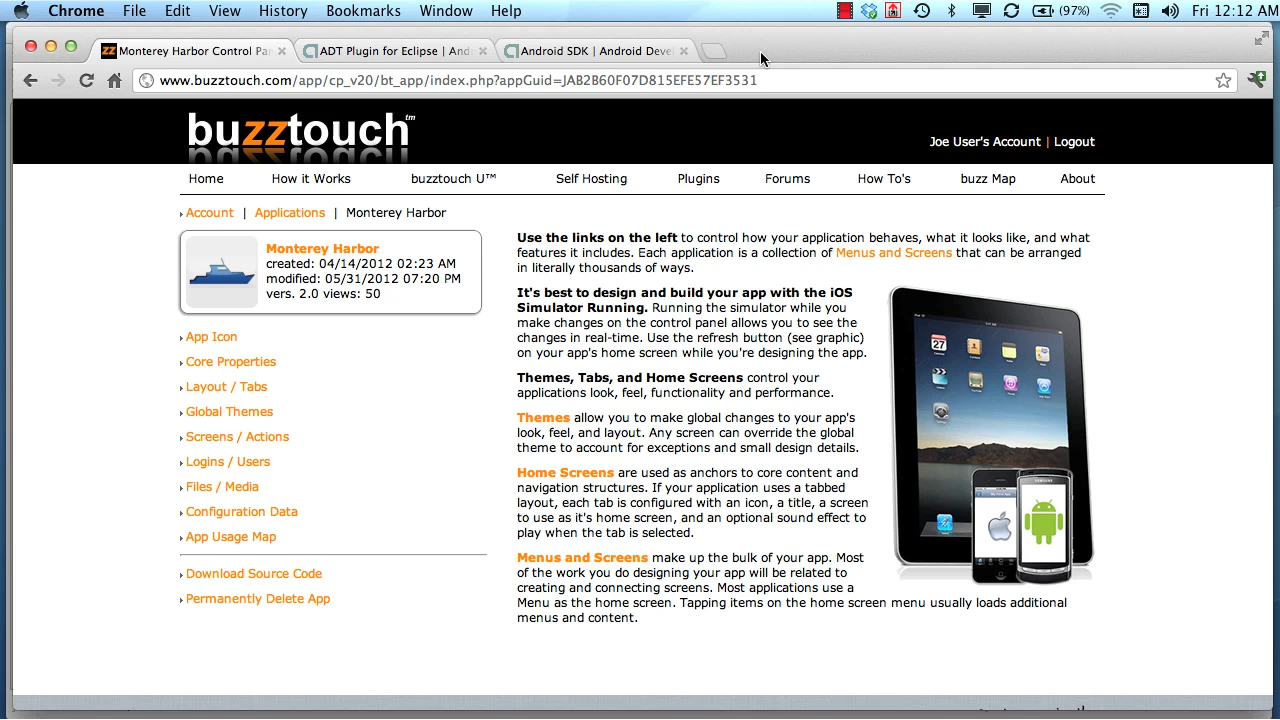 Chrome File Edit View History Bookmarks Window Help (97%) Fri 12:12 AM
Monterey Harbor Control Pa ADT Plugin for Eclipse | And Android SDK | Android Deve
www.buzztouch.com/app/cp_v20/bt_app/index.php?appGuid=JAB2B60F07D815EFE57EF3531
buzztouch™
Joe User's Account | Logout
Home How it Works buzztouch U™ Self Hosting Plugins Forums How To's buzz Map About
Account | Applications | Monterey Harbor
Monterey Harbor
created: 04/14/2012 02:23 AM
modified: 05/31/2012 07:20 PM
vers. 2.0 views: 50
App Icon
Core Properties
Layout / Tabs
Global Themes
Screens / Actions
Logins / Users
Files / Media
Configuration Data
App Usage Map
Download Source Code
Permanently Delete App
Use the links on the left to control how your application behaves, what it looks like, and what
features it includes. Each application is a collection of Menus and Screens that can be arranged
in literally thousands of ways.
It's best to design and build your app with the iOS
Simulator Running. Running the simulator while you
make changes on the control panel allows you to see the
changes in real-time. Use the refresh button (see graphic)
on your app's home screen while you're designing the app.
Themes, Tabs, and Home Screens control your
applications look, feel, functionality and performance.
Themes allow you to make global changes to your app's
look, feel, and layout. Any screen can override the global
theme to account for exceptions and small design details.
Home Screens are used as anchors to core content and
navigation structures. If your application uses a tabbed
layout, each tab is configured with an icon, a title, a screen
to use as it's home screen, and an optional sound effect to
play when the tab is selected.
Menus and Screens make up the bulk of your app. Most
of the work you do designing your app will be related to
creating and connecting screens. Most applications use a
Menu as the home screen. Tapping items on the home screen menu usually loads additional
menus and content.
SAMSUNG